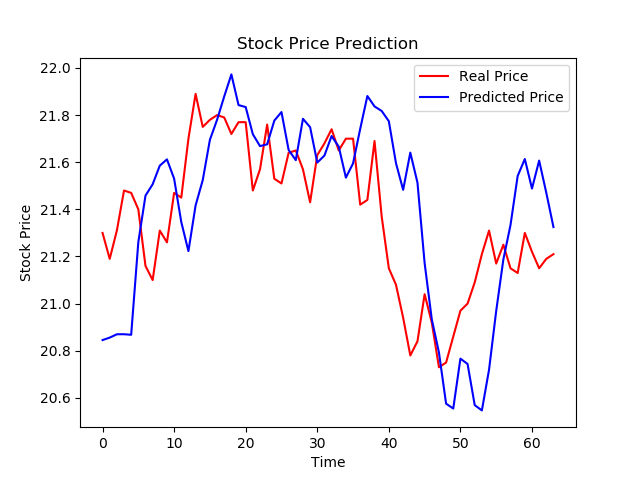 Stock Price Prediction
Real Price
Predicted Price
22.0
21.8
21.6
21.4
21.2
21.0
20.8
20.6
Stock Price
0 10 20 30 40 50 60
Time